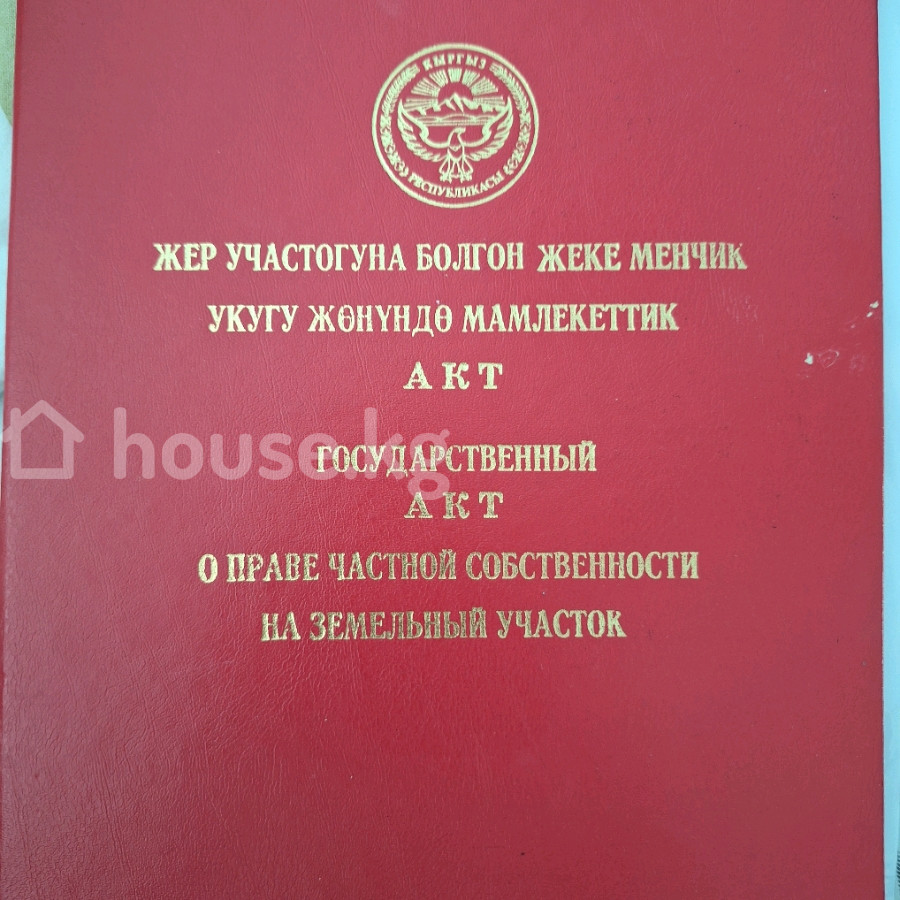 КЫРГЫЗ
РЕСПУБЛИКАСЫ
ЖЕР УЧАСТОГУНА БОЛГОН ЖЕКЕ МЕНЧИК
УКУГУ ЖӨНҮНДӨ МАМЛЕКЕТТИК
АКТ
house.kg
ГОСУДАРСТВЕННЫЙ
АКТ
О ПРАВЕ ЧАСТНОЙ СОБСТВЕННОСТИ
НА ЗЕМЕЛЬНЫЙ УЧАСТОК